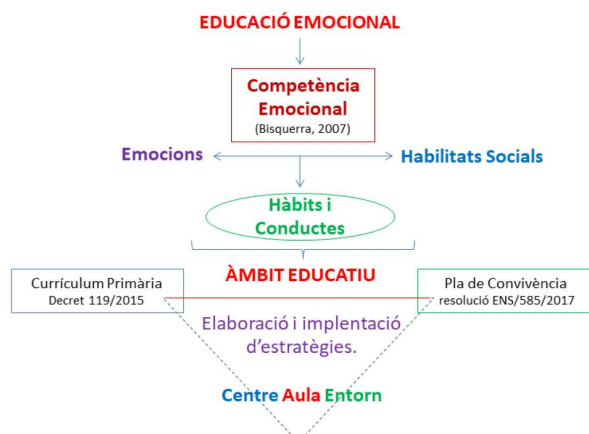 EDUCACIÓ EMOCIONAL
Competència
Emocional
(Bisquerra, 2007)
Emocions
Habilitats Socials
Hàbits i
Conductes
ÀMBIT EDUCATIU
Currículum Primària
Decret 119/2015
Pla de Convivència
resolució ENS/585/2017
Elaboració i implentació
d'estratègies.
Centre Aula Entorn